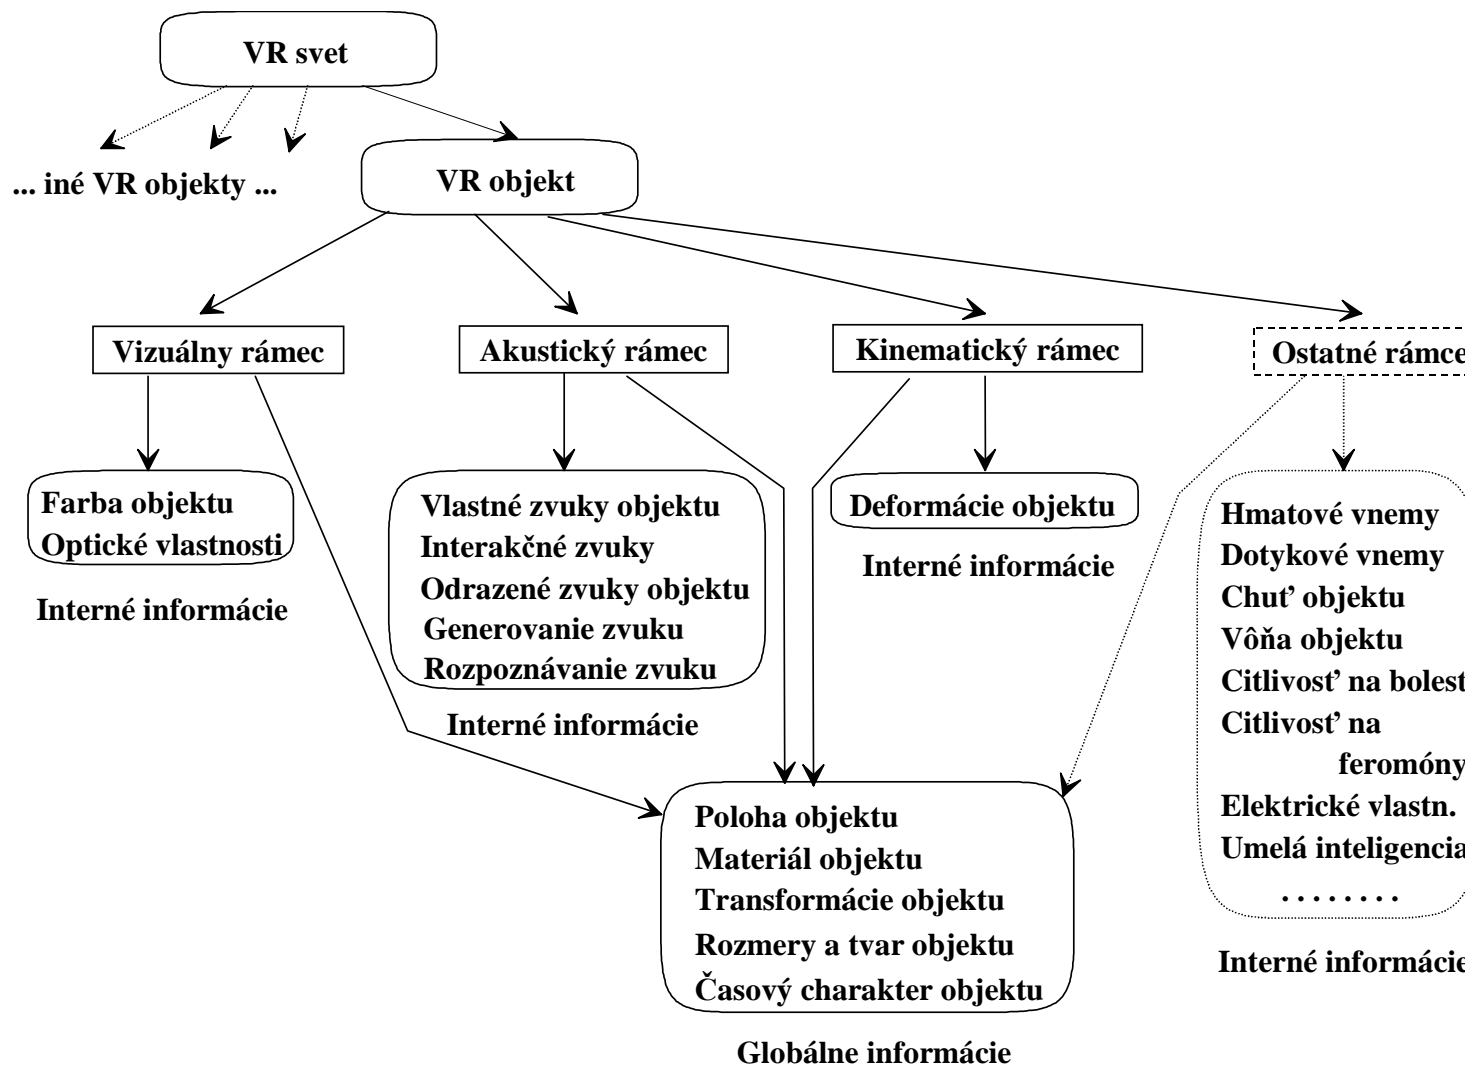 VR svet
... iné VR objekty ...
VR objekt
Vizuálny rámec
Akustický rámec
Kinematický rámec
Ostatné rámce
Farba objektu
Optické vlastnosti
Interné informácie
Vlastné zvuky objektu
Interakčné zvuky
Odrazené zvuky objektu
Generovanie zvuku
Rozpoznávanie zvuku
Interné informácie
Deformácie objektu
Interné informácie
Hmatové vnemy
Dotykové vnemy
Chuť objektu
Vôňa objektu
Citlivosť na bolest
Citlivosť na
feromóny
Elektrické vlastn.
Umelá inteligencia
. . . . . . . .
Interné informácie
Poloha objektu
Materiál objektu
Transformácie objektu
Rozmery a tvar objektu
Časový charakter objektu
Globálne informácie